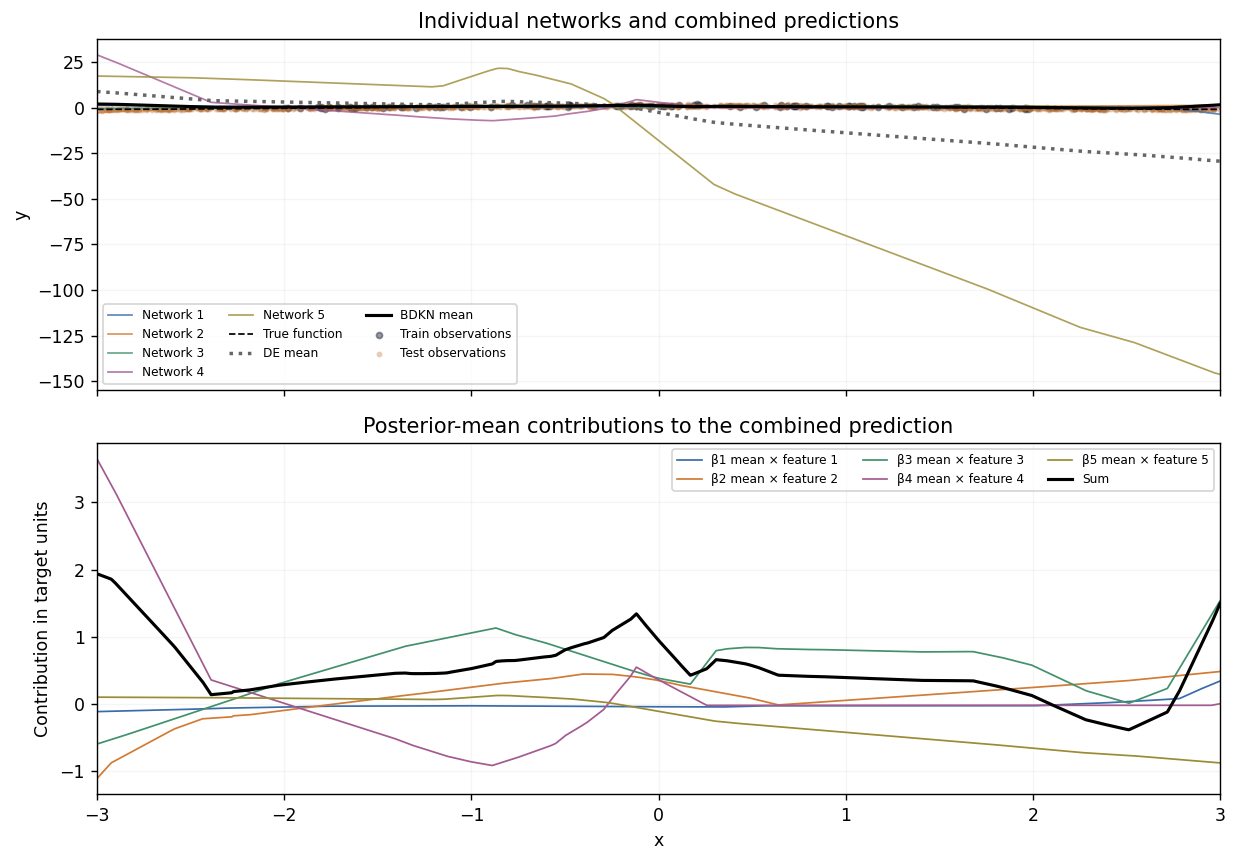 Individual networks and combined predictions
y
25
0
−25
−50
−75
−100
−125
−150
Network 1
Network 2
Network 3
Network 4
Network 5
True function
DE mean
BDKN mean
Train observations
Test observations
Posterior-mean contributions to the combined prediction
Contribution in target units
3
2
1
0
−1
β1 mean × feature 1
β2 mean × feature 2
β3 mean × feature 3
β4 mean × feature 4
β5 mean × feature 5
Sum
−3 −2 −1 0 1 2 3
x